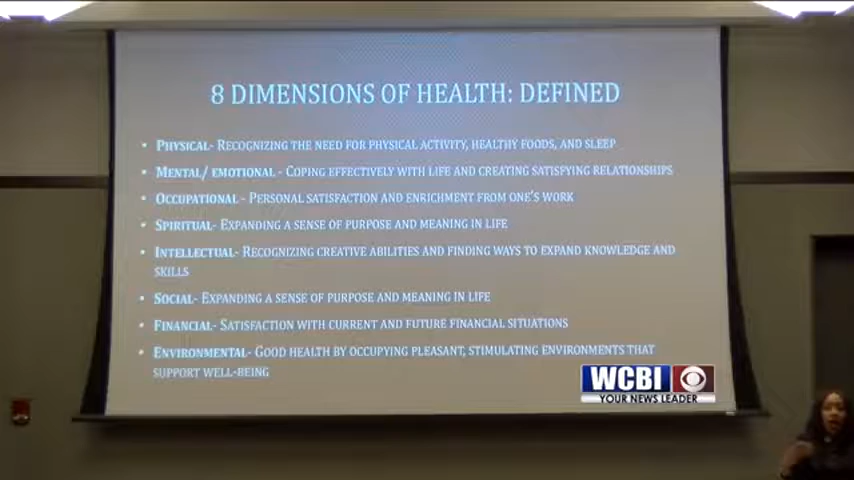 8 DIMENSIONS OF HEALTH: DEFINED
• PHYSICAL- RECOGNIZING THE NEED FOR PHYSICAL ACTIVITY, HEALTHY FOODS, AND SLEEP
• MENTAL/ EMOTIONAL - COPING EFFECTIVELY WITH LIFE AND CREATING SATISFYING RELATIONSHIPS
• OCCUPATIONAL - PERSONAL SATISFACTION AND ENRICHMENT FROM ONE'S WORK
• SPIRITUAL- EXPANDING A SENSE OF PURPOSE AND MEANING IN LIFE
• INTELLECTUAL- RECOGNIZING CREATIVE ABILITIES AND FINDING WAYS TO EXPAND KNOWLEDGE AND
SKILLS
• SOCIAL- EXPANDING A SENSE OF PURPOSE AND MEANING IN LIFE
• FINANCIAL- SATISFACTION WITH CURRENT AND FUTURE FINANCIAL SITUATIONS
• ENVIRONMENTAL- GOOD HEALTH BY OCCUPYING PLEASANT, STIMULATING ENVIRONMENTS THAT
SUPPORT WELL-BEING
WCBI
YOUR NEWS LEADER